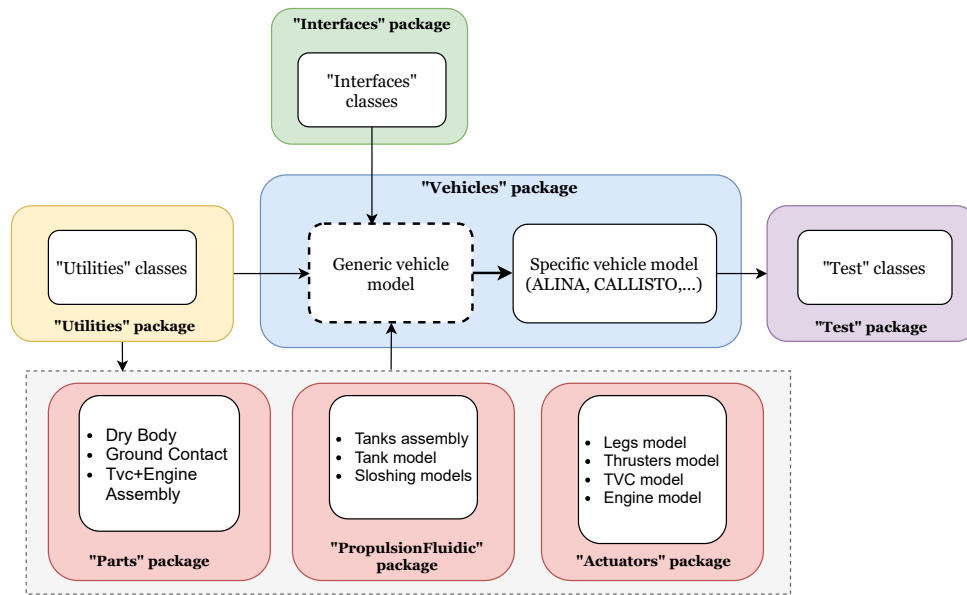 "Interfaces" package
"Interfaces"
classes
"Vehicles" package
"Utilities" classes
"Utilities" package
Generic vehicle
model
Specific vehicle model
(ALINA, CALLISTO,...)
"Test" classes
"Test" package
• Dry Body
• Ground Contact
• Tvc+Engine
Assembly
"Parts" package
• Tanks assembly
• Tank model
• Sloshing models
"PropulsionFluidic"
package
• Legs model
• Thrusters model
• TVC model
• Engine model
"Actuators" package